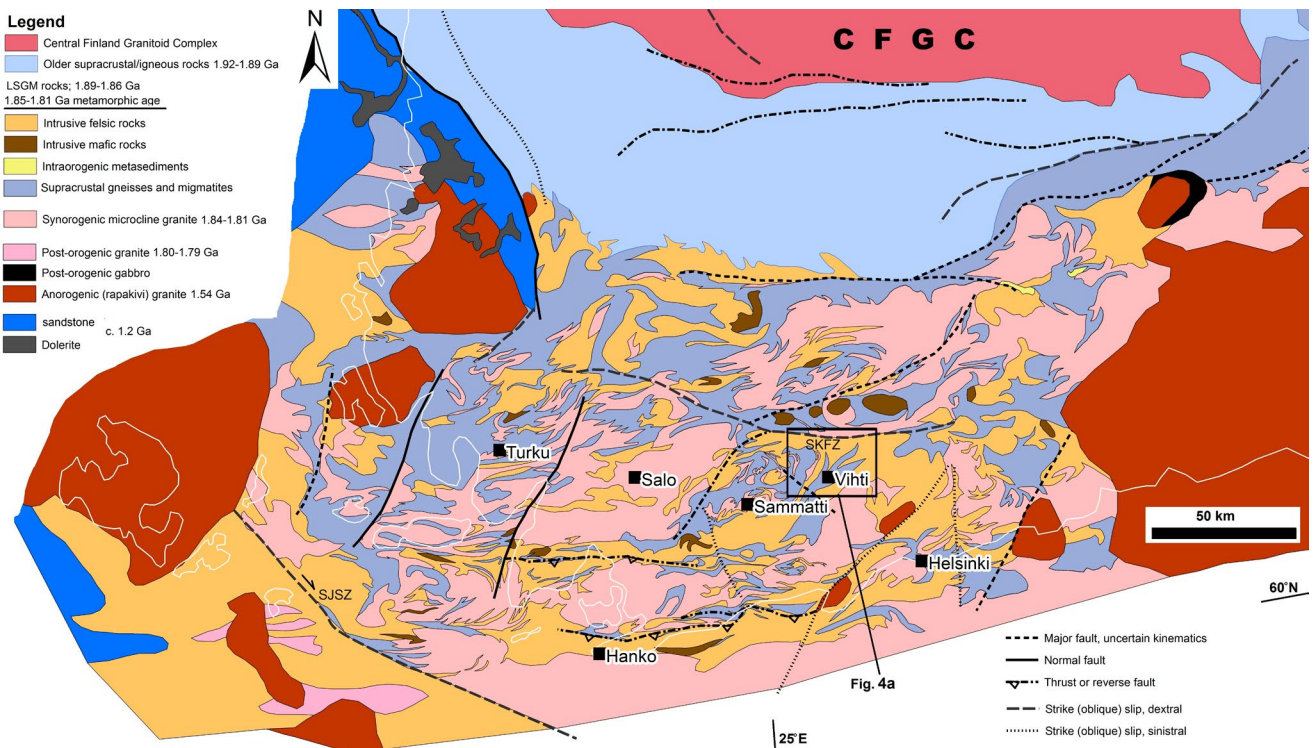 Legend
Central Finland Granitoid Complex
Older supracrustal/igneous rocks 1.92-1.89 Ga
LSGM rocks; 1.89-1.86 Ga
1.85-1.81 Ga metamorphic age
Intrusive felsic rocks
Intrusive mafic rocks
Intraorogenic metasediments
Supracrustal gneisses and migmatites
Synorogenic microcline granite 1.84-1.81 Ga
Post-orogenic granite 1.80-1.79 Ga
Post-orogenic gabbro
Anorogenic (rapakivi) granite 1.54 Ga
sandstone
c. 1.2 Ga
Dolerite
N
C F G C
SKFZ
Turku
Salo
Vihti
Sammatti
50 km
Helsinki
60°N
SJSZ
Hanko
Fig. 4a
25°E
Major fault, uncertain kinematics
Normal fault
Thrust or reverse fault
Strike (oblique) slip, dextral
Strike (oblique) slip, sinistral